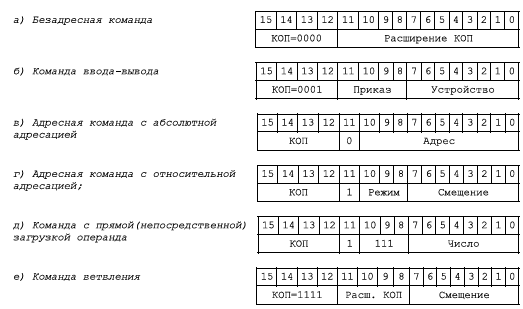 а) Безадресная команда
15 14 13 12 11 10 9 8 7 6 5 4 3 2 1 0
КОП=0000 Расширение КОП
б) Команда ввода-вывода
15 14 13 12 11 10 9 8 7 6 5 4 3 2 1 0
КОП=0001 Приказ Устройство
в) Адресная команда с абсолютной
адресацией
15 14 13 12 11 10 9 8 7 6 5 4 3 2 1 0
КОП 0 Адрес
г) Адресная команда с относительной
адресацией;
15 14 13 12 11 10 9 8 7 6 5 4 3 2 1 0
КОП 1 Режим Смещение
д) Команда с прямой(непосредственной)
загрузкой операнда
15 14 13 12 11 10 9 8 7 6 5 4 3 2 1 0
КОП 1 111 Число
е) Команда ветвления
15 14 13 12 11 10 9 8 7 6 5 4 3 2 1 0
КОП=1111 Расш. КОП Смещение